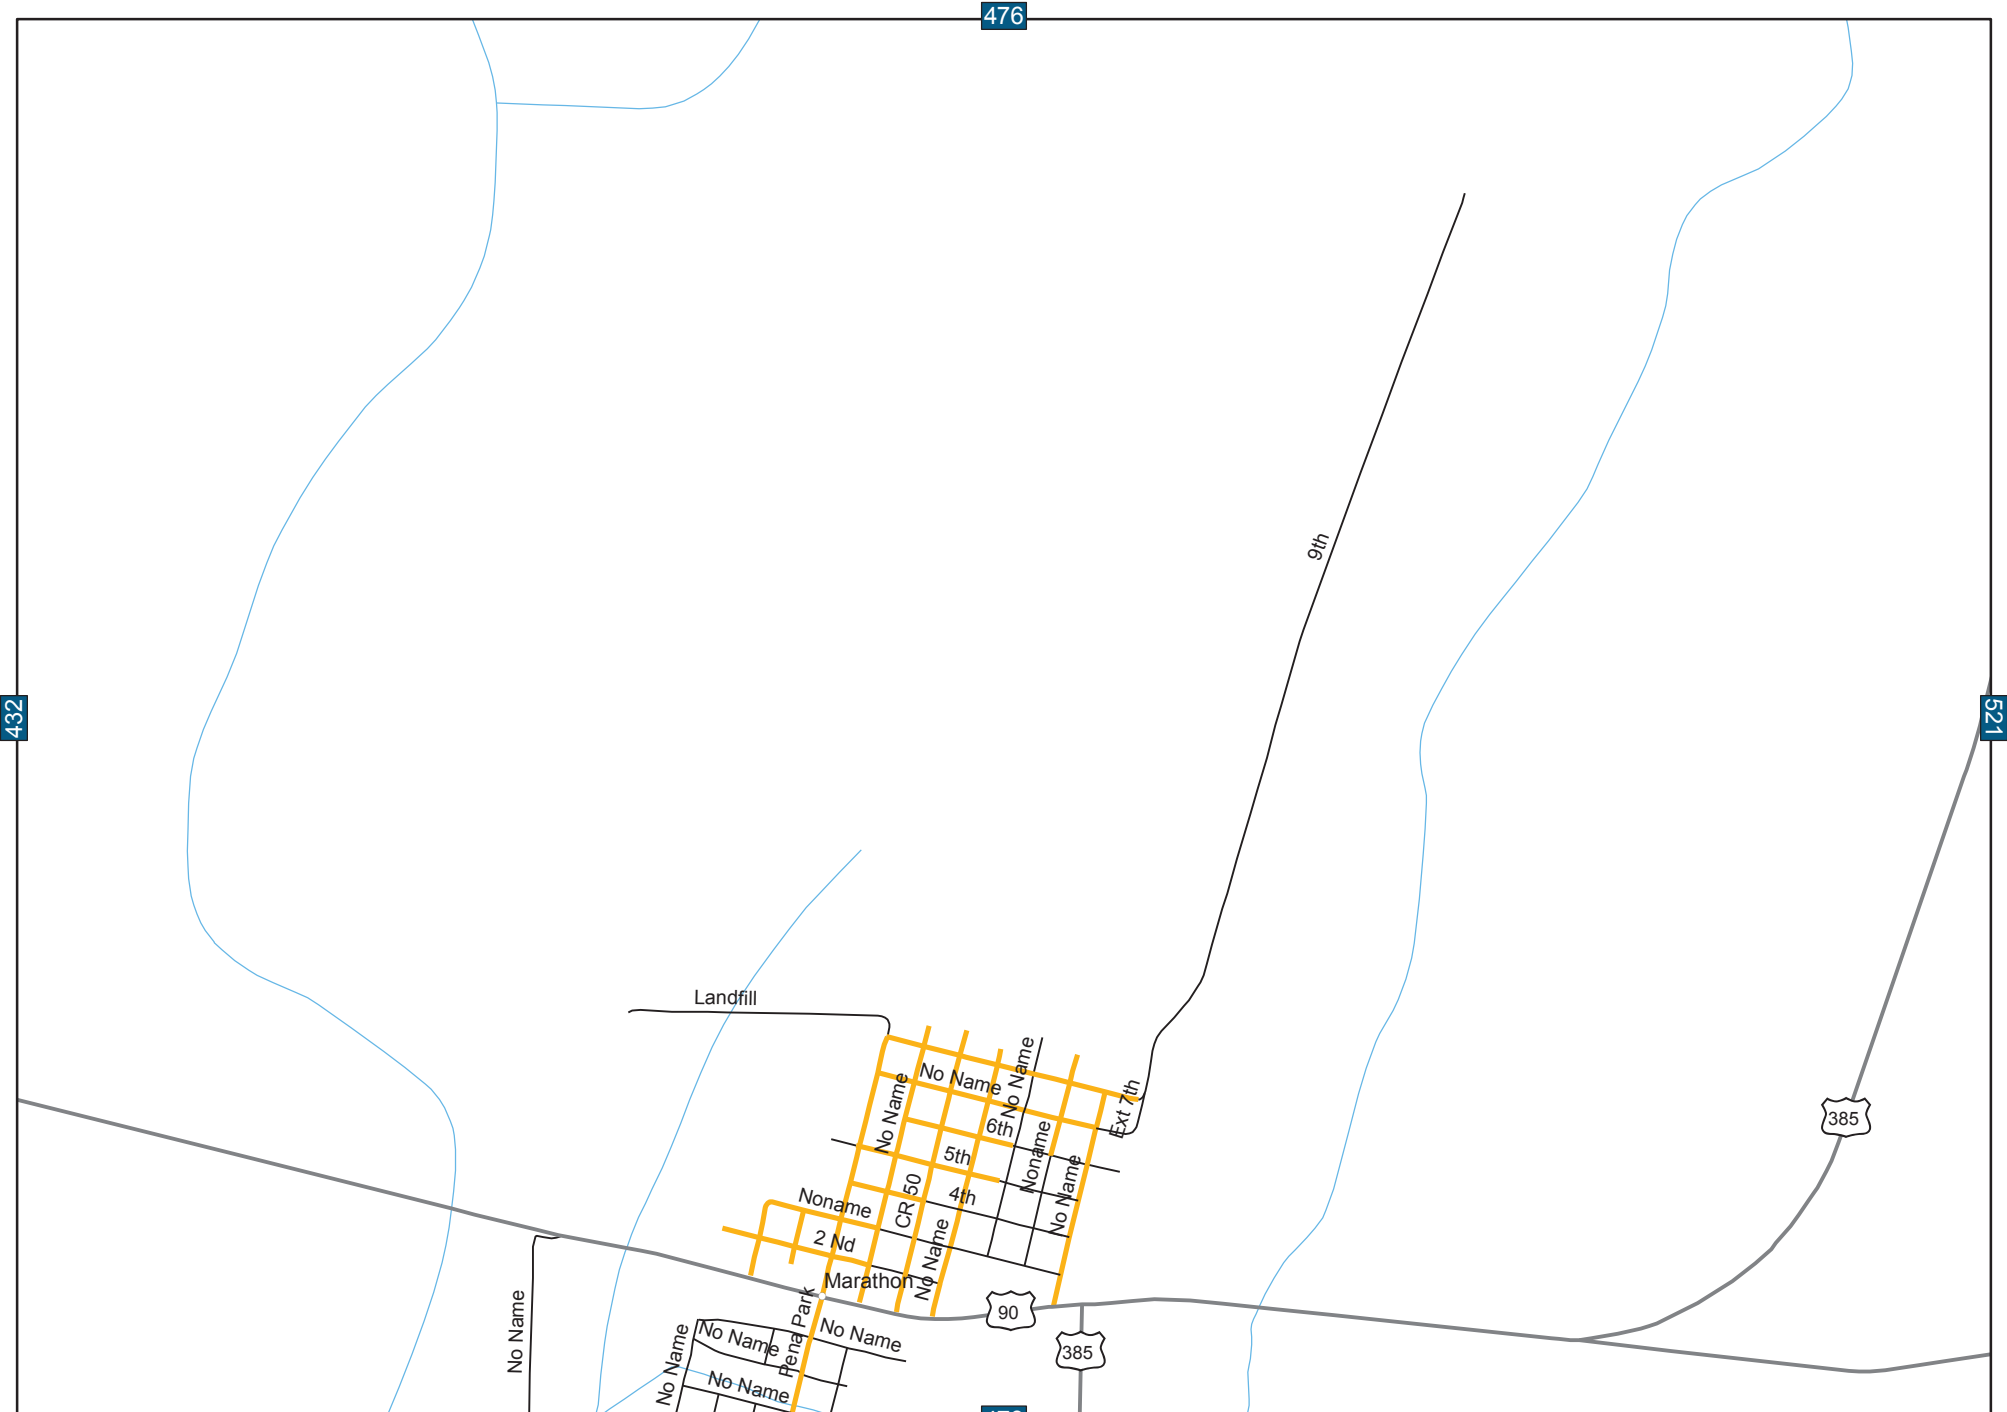 476
432
521
9th
Landfill
No Name
No Name
No Name
Ext 7th
6th
Noname
5th
No Name
CR 50
4th
Noname
2 Nd
No Name
Marathon
385
90
385
Pena Park
No Name
No Name
No Name
No Name
No Name